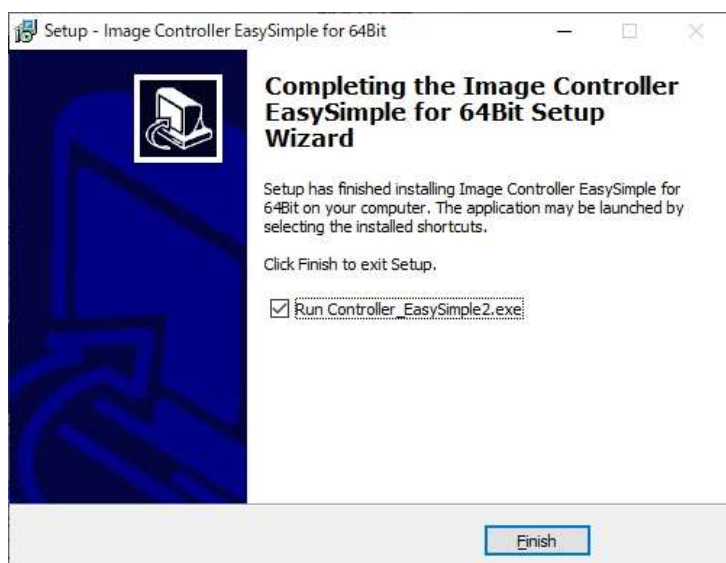 Setup - Image Controller EasySimple for 64Bit
Completing the Image Controller
EasySimple for 64Bit Setup
Wizard
Setup has finished installing Image Controller EasySimple for
64Bit on your computer. The application may be launched by
selecting the installed shortcuts.
Click Finish to exit Setup.
Run Controller_EasySimple2.exe
Finish